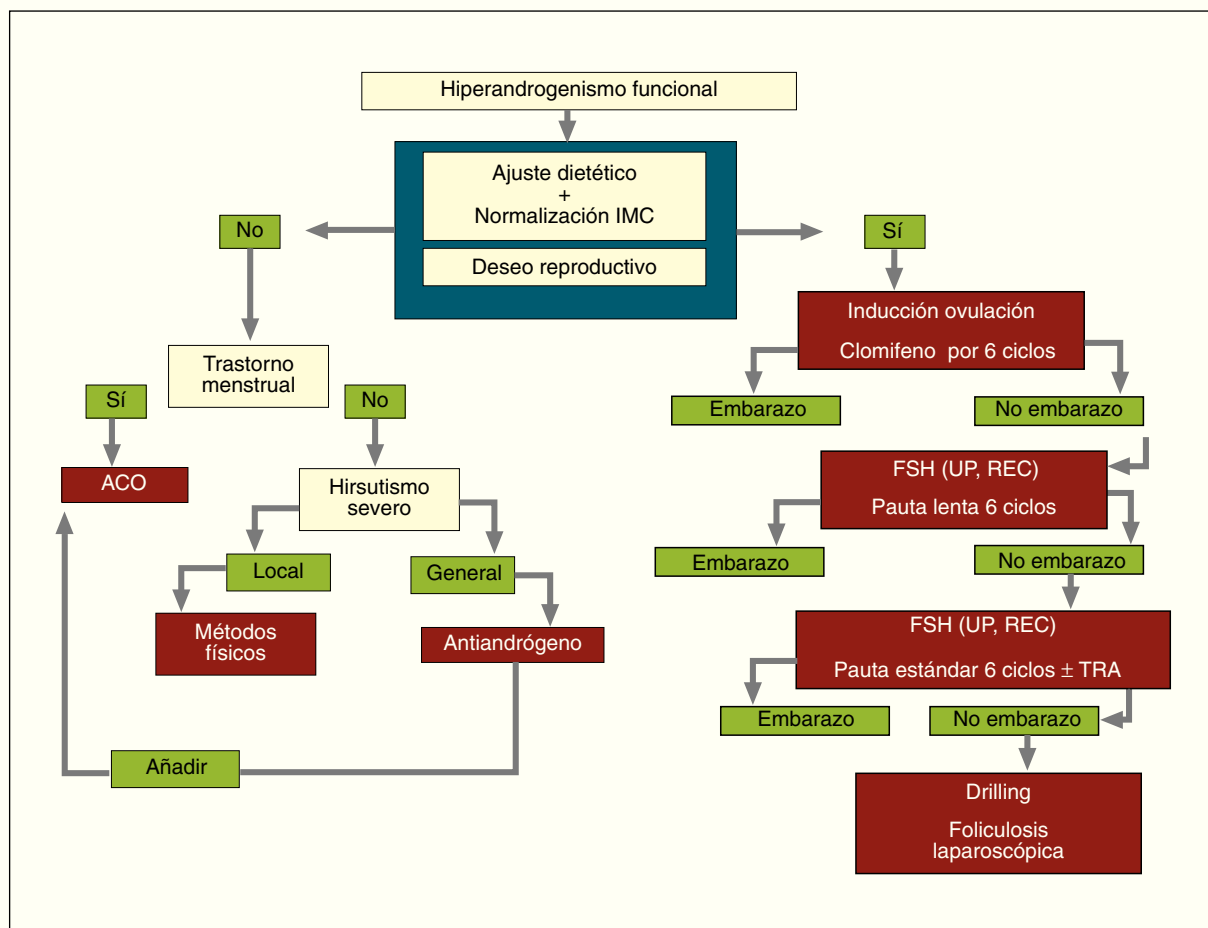 Hiperandrogenismo funcional
Ajuste dietético
+
Normalización IMC
Deseo reproductivo
No
Sí
Trastorno
menstrual
Sí
No
ACO
Hirsutismo
severo
Local
General
Métodos
físicos
Antiandrógeno
Añadir
Inducción ovulación
Clomifeno por 6 ciclos
Embarazo
No embarazo
FSH (UP, REC)
Pauta lenta 6 ciclos
Embarazo
No embarazo
FSH (UP, REC)
Pauta estándar 6 ciclos ± TRA
Embarazo
No embarazo
Drilling
Foliculosis
laparoscópica